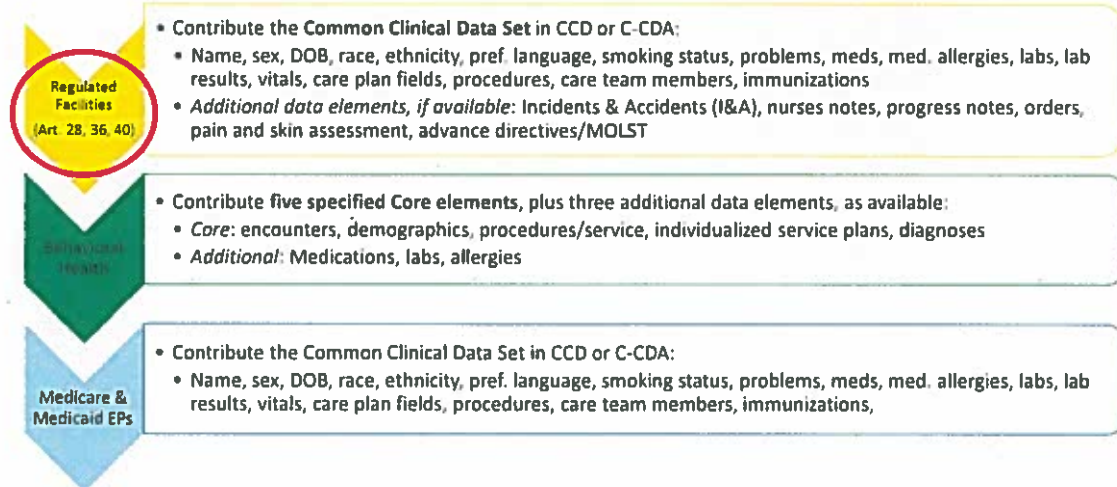 Regulated
Facilities
(Art. 28, 36, 40)
• Contribute the Common Clinical Data Set in CCD or C-CDA:
• Name, sex, DOB, race, ethnicity, pref. language, smoking status, problems, meds, med. allergies, labs, lab
results, vitals, care plan fields, procedures, care team members, immunizations
• Additional data elements, if available: Incidents & Accidents (I&A), nurses notes, progress notes, orders,
pain and skin assessment, advance directives/MOLST
Behavioral
Health
• Contribute five specified Core elements, plus three additional data elements, as available:
• Core: encounters, demographics, procedures/service, individualized service plans, diagnoses
• Additional: Medications, labs, allergies
Medicare &
Medicaid EPs
• Contribute the Common Clinical Data Set in CCD or C-CDA:
• Name, sex, DOB, race, ethnicity, pref. language, smoking status, problems, meds, med. allergies, labs, lab
results, vitals, care plan fields, procedures, care team members, immunizations,